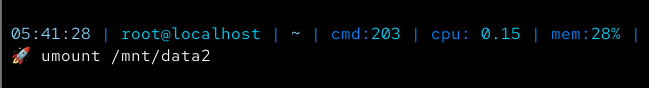 05:41:28 | root@localhost | ~ | cmd:203 | cpu: 0.15 | mem:28% |
🚀 umount /mnt/data2